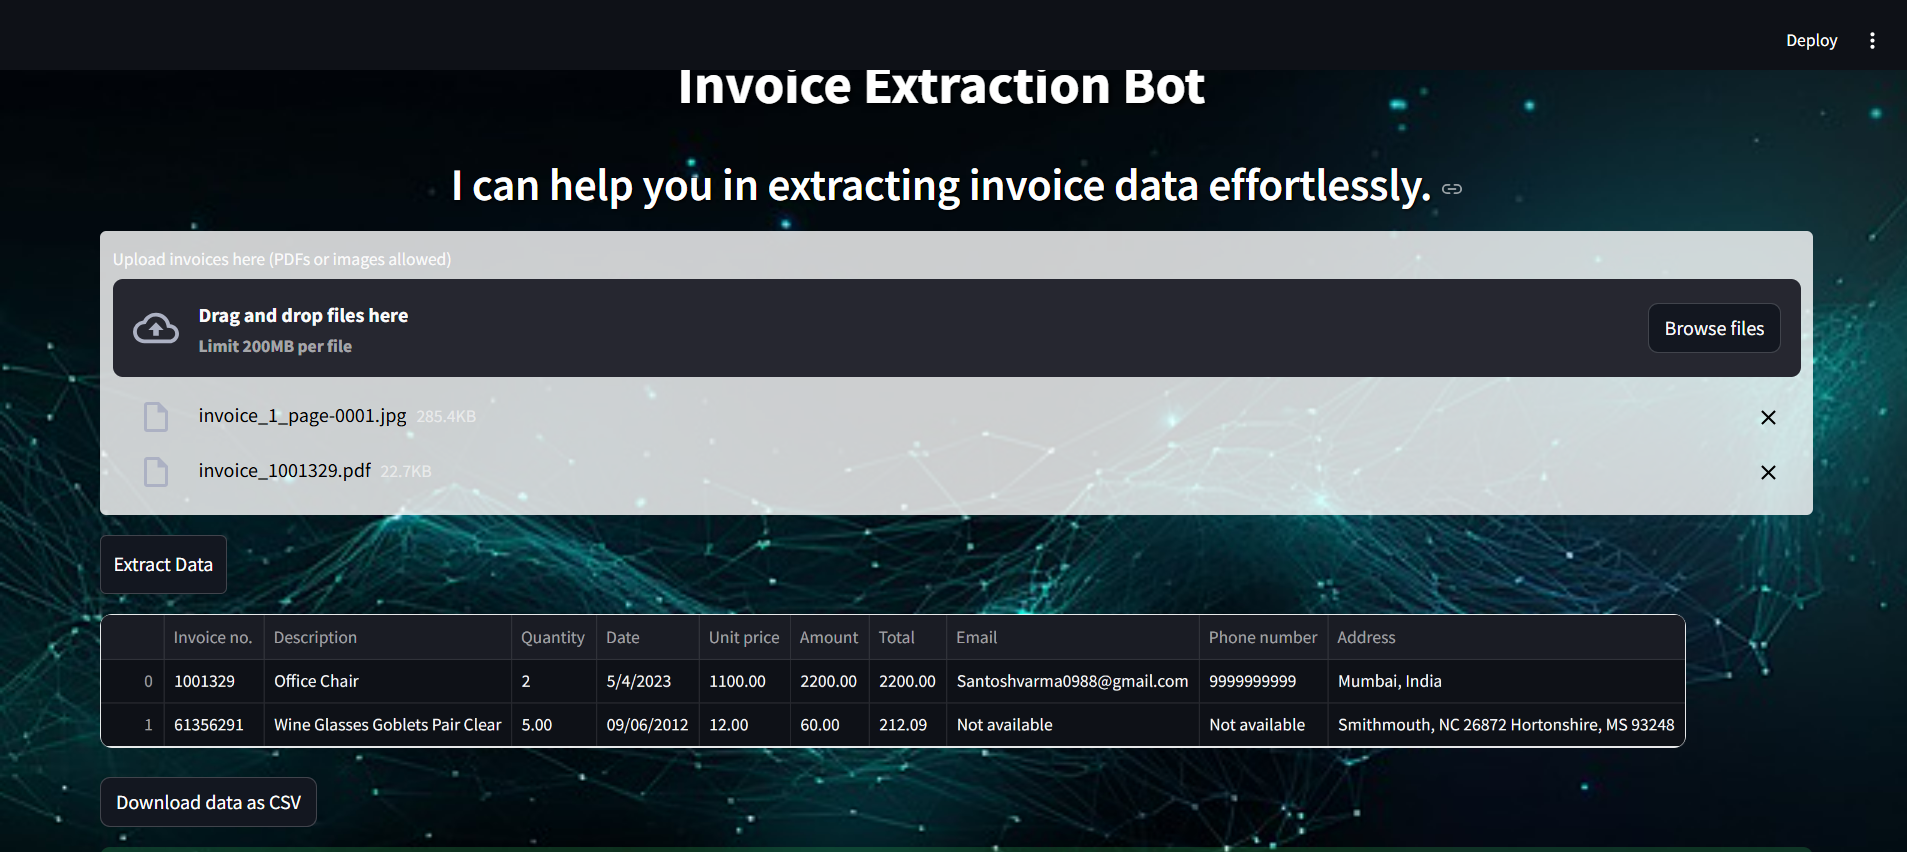 Deploy
Invoice Extraction Bot
I can help you in extracting invoice data effortlessly.
Upload invoices here (PDFs or images allowed)
Drag and drop files here
Limit 200MB per file
Browse files
invoice_1_page-0001.jpg 285.4KB
invoice_1001329.pdf 22.7KB
Extract Data
Invoice no. Description Quantity Date Unit price Amount Total Email Phone number Address
0 1001329 Office Chair 2 5/4/2023 1100.00 2200.00 2200.00 Santoshvarma0988@gmail.com 9999999999 Mumbai, India
1 61356291 Wine Glasses Goblets Pair Clear 5.00 09/06/2012 12.00 60.00 212.09 Not available Not available Smithmouth, NC 26872 Hortonshire, MS 93248
Download data as CSV